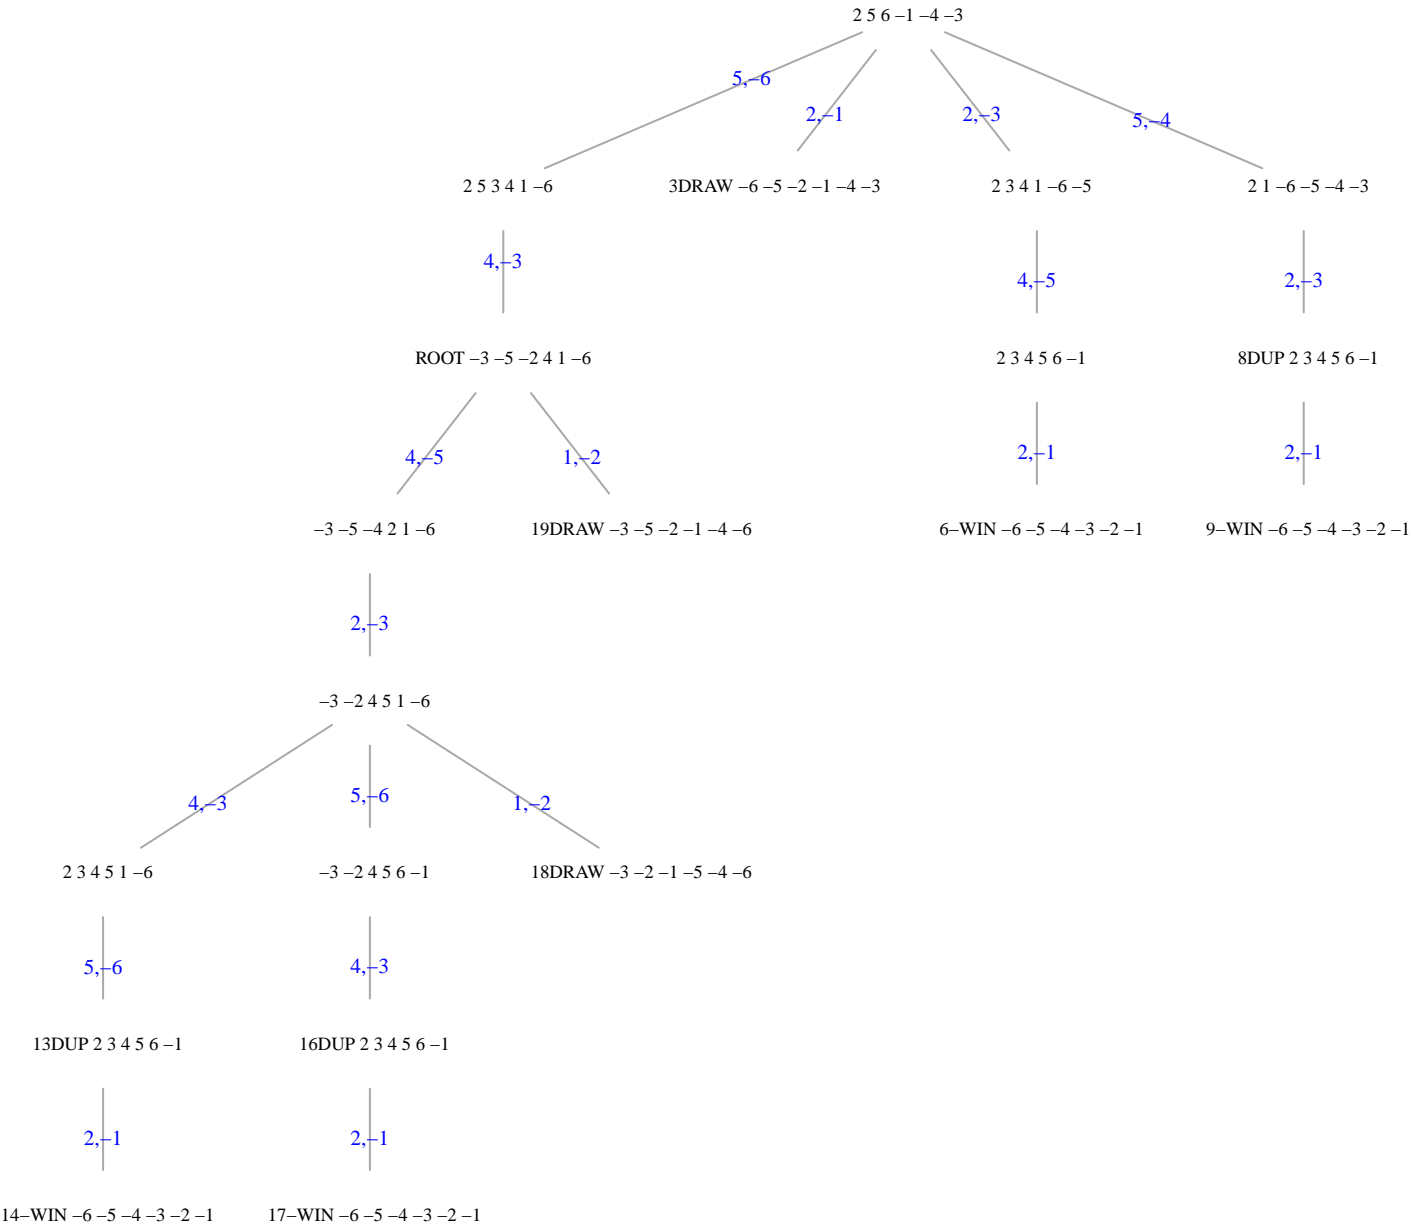 2 5 6 –1 –4 –3
5,–6
2,–1
2,–3
5,–4
2 5 3 4 1 –6
3DRAW –6 –5 –2 –1 –4 –3
2 3 4 1 –6 –5
2 1 –6 –5 –4 –3
4,–3
4,–5
2,–3
ROOT –3 –5 –2 4 1 –6
2 3 4 5 6 –1
8DUP 2 3 4 5 6 –1
4,–5
1,–2
2,–1
2,–1
–3 –5 –4 2 1 –6
19DRAW –3 –5 –2 –1 –4 –6
6–WIN –6 –5 –4 –3 –2 –1
9–WIN –6 –5 –4 –3 –2 –1
2,–3
–3 –2 4 5 1 –6
4,–3
5,–6
1,–2
2 3 4 5 1 –6
–3 –2 4 5 6 –1
18DRAW –3 –2 –1 –5 –4 –6
5,–6
4,–3
13DUP 2 3 4 5 6 –1
16DUP 2 3 4 5 6 –1
2,–1
2,–1
14–WIN –6 –5 –4 –3 –2 –1
17–WIN –6 –5 –4 –3 –2 –1